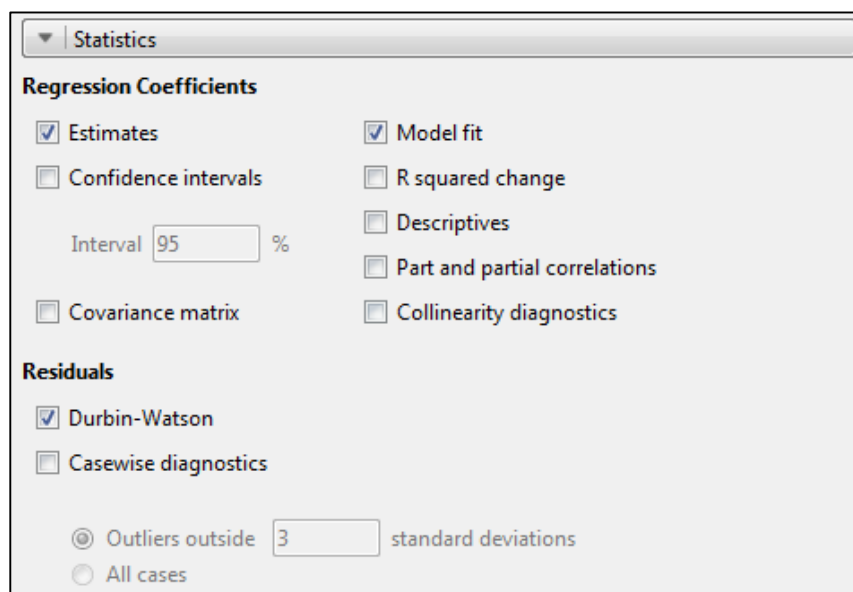 Statistics
Regression Coefficients
Estimates
Model fit
Confidence intervals
R squared change
Descriptives
Interval 95 %
Part and partial correlations
Covariance matrix
Collinearity diagnostics
Residuals
Durbin-Watson
Casewise diagnostics
Outliers outside 3 standard deviations
All cases